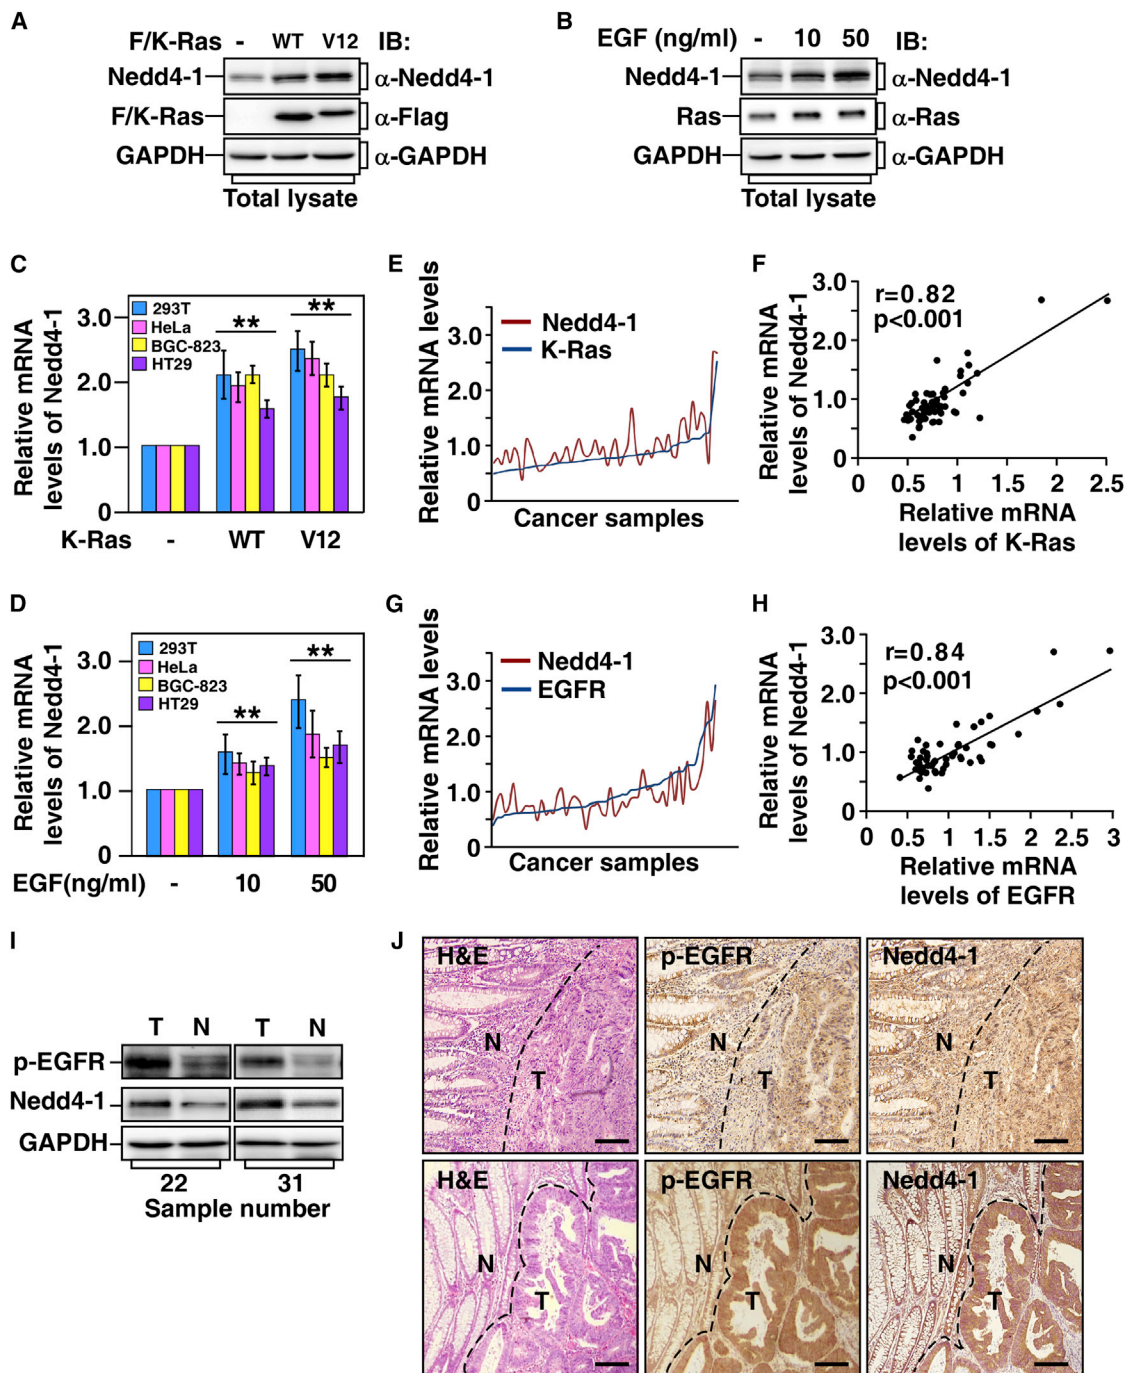 A
F/K-Ras - WT V12 IB:
Nedd4-1 α-Nedd4-1
F/K-Ras α-Flag
GAPDH α-GAPDH
Total lysate
B
EGF (ng/ml) - 10 50 IB:
Nedd4-1 α-Nedd4-1
Ras α-Ras
GAPDH α-GAPDH
Total lysate
C
Relative mRNA
levels of Nedd4-1
3.0
2.0
1.0
0
293T
HeLa
BGC-823
HT29
**
**
K-Ras - WT V12
E
Relative mRNA levels
3.0
2.0
1.0
0
Nedd4-1
K-Ras
Cancer samples
F
Relative mRNA
levels of Nedd4-1
3.0
2.0
1.0
0
r=0.82
p<0.001
0 0.5 1 1.5 2 2.5
Relative mRNA
levels of K-Ras
D
Relative mRNA
levels of Nedd4-1
3.0
2.0
1.0
0
293T
HeLa
BGC-823
HT29
**
**
EGF(ng/ml) - 10 50
G
Relative mRNA levels
3.0
2.0
1.0
0
Nedd4-1
EGFR
Cancer samples
H
Relative mRNA
levels of Nedd4-1
3.0
2.0
1.0
0
r=0.84
p<0.001
0 0.5 1 1.5 2 2.5 3
Relative mRNA
levels of EGFR
I
T N T N
p-EGFR
Nedd4-1
GAPDH
22 31
Sample number
J
H&E p-EGFR Nedd4-1
N T N T N T
H&E p-EGFR Nedd4-1
N T N T N T